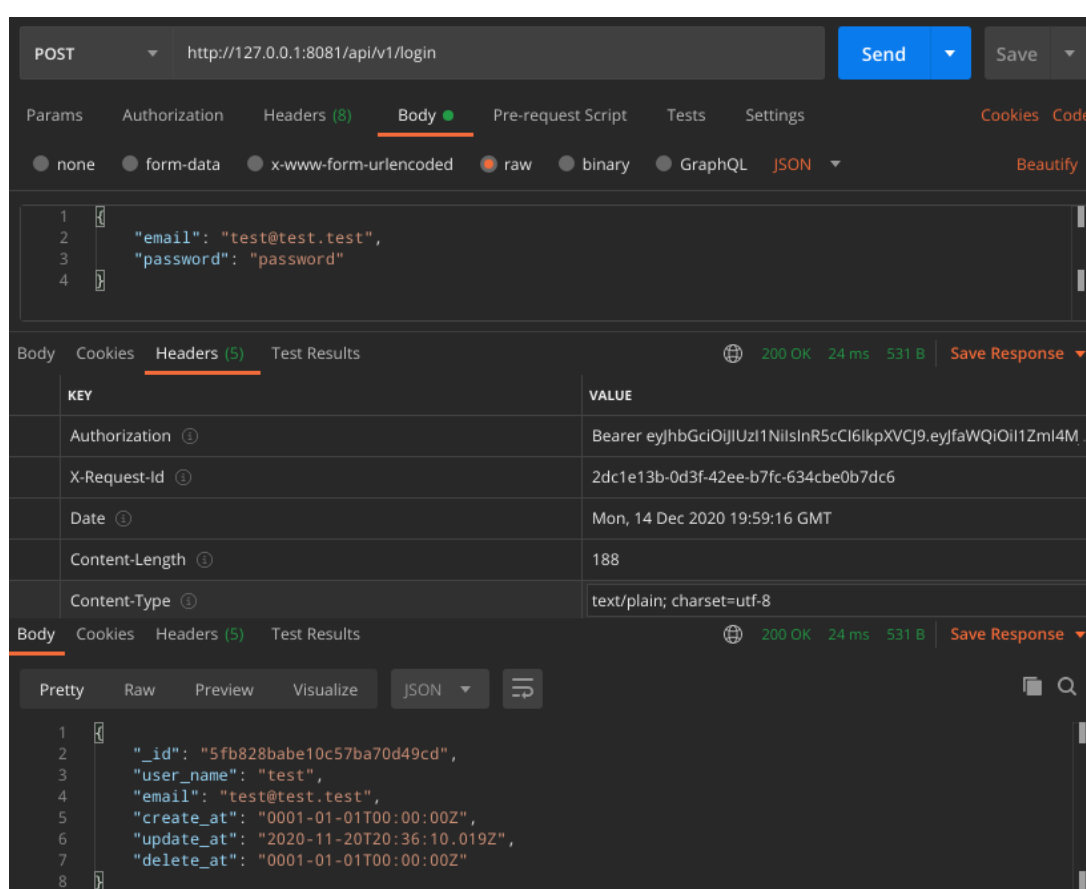 POST http://127.0.0.1:8081/api/v1/login Send Save
Params Authorization Headers (8) Body Pre-request Script Tests Settings Cookies Code
none form-data x-www-form-urlencoded raw binary GraphQL JSON Beautify
1 {
2 "email": "test@test.test",
3 "password": "password"
4 }
Body Cookies Headers (5) Test Results 200 OK 24 ms 531 B Save Response
KEY VALUE
Authorization Bearer eyJhbGciOiJIUzI1NiIsInR5cCI6IkpXVCJ9.eyJfaWQiOiI1ZmI4M...
X-Request-Id 2dc1e13b-0d3f-42ee-b7fc-634cbe0b7dc6
Date Mon, 14 Dec 2020 19:59:16 GMT
Content-Length 188
Content-Type text/plain; charset=utf-8
Body Cookies Headers (5) Test Results 200 OK 24 ms 531 B Save Response
Pretty Raw Preview Visualize JSON
1 {
2 "_id": "5fb828babe10c57ba70d49cd",
3 "user_name": "test",
4 "email": "test@test.test",
5 "create_at": "0001-01-01T00:00:00Z",
6 "update_at": "2020-11-20T20:36:10.019Z",
7 "delete_at": "0001-01-01T00:00:00Z"
8 }